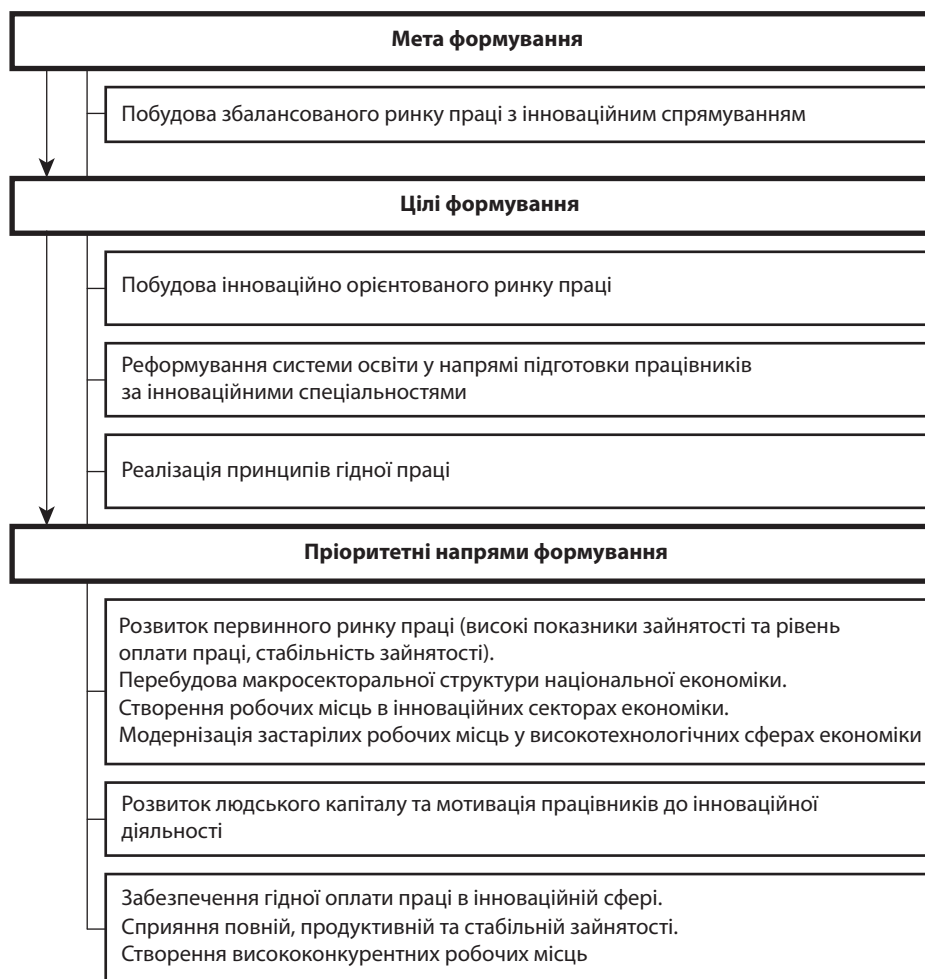 Мета формування
Побудова збалансованого ринку праці з інноваційним спрямуванням
Цілі формування
Побудова інноваційно орієнтованого ринку праці
Реформування системи освіти у напрямі підготовки працівників
за інноваційними спеціальностями
Реалізація принципів гідної праці
Пріоритетні напрями формування
Розвиток первинного ринку праці (високі показники зайнятості та рівень
оплати праці, стабільність зайнятості).
Перебудова макросекторальної структури національної економіки.
Створення робочих місць в інноваційних секторах економіки.
Модернізація застарілих робочих місць у високотехнологічних сферах економіки
Розвиток людського капіталу та мотивація працівників до інноваційної
діяльності
Забезпечення гідної оплати праці в інноваційній сфері.
Сприяння повній, продуктивній та стабільній зайнятості.
Створення висококонкурентних робочих місць